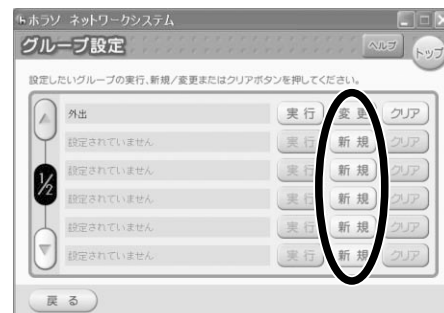 ホラソ ネットワークシステム
グループ設定
ヘルプ
トップ
設定したいグループの実行、新規/変更またはクリアボタンを押してください。
外出 実行 変更 クリア
設定されていません 実行 新規 クリア
設定されていません 実行 新規 クリア
1/2
設定されていません 実行 新規 クリア
設定されていません 実行 新規 クリア
設定されていません 実行 新規 クリア
戻る